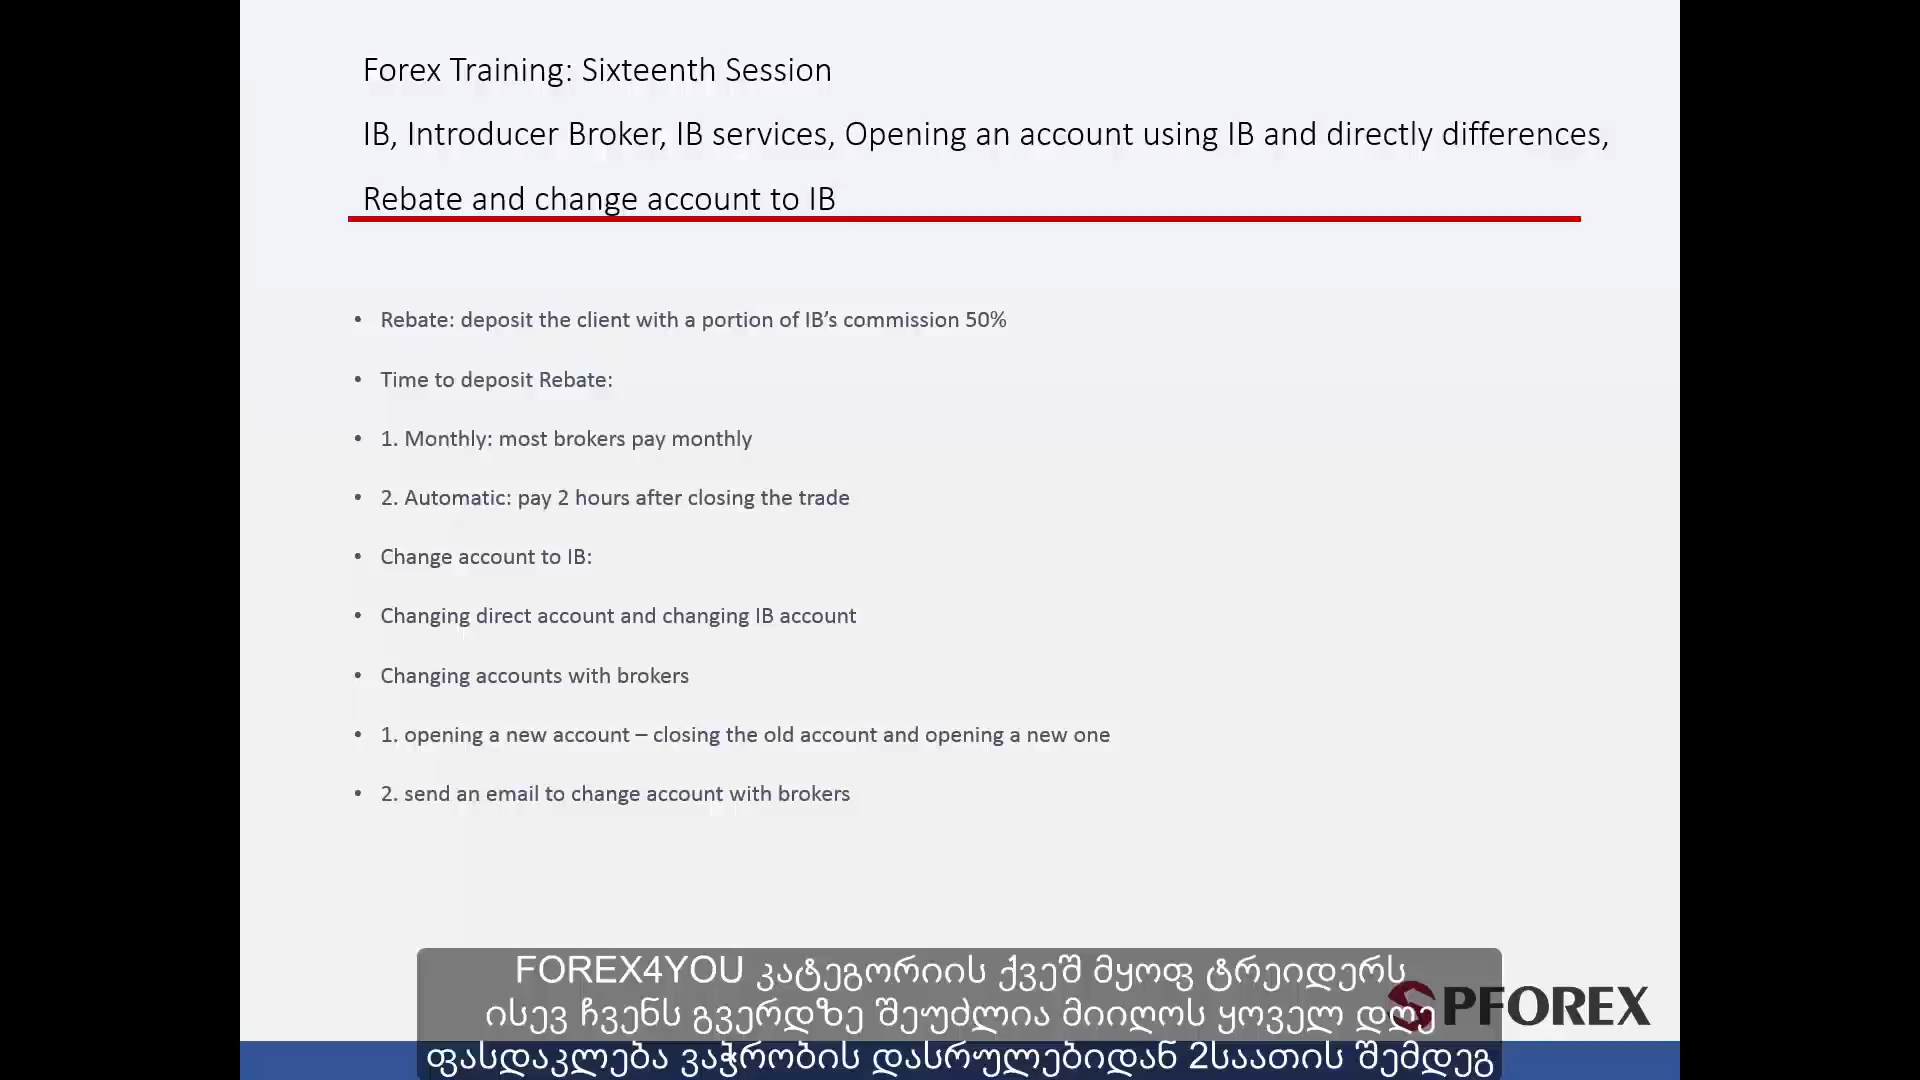 Forex Training: Sixteenth Session
IB, Introducer Broker, IB services, Opening an account using IB and directly differences,
Rebate and change account to IB
• Rebate: deposit the client with a portion of IB’s commission 50%
• Time to deposit Rebate:
• 1. Monthly: most brokers pay monthly
• 2. Automatic: pay 2 hours after closing the trade
• Change account to IB:
• Changing direct account and changing IB account
• Changing accounts with brokers
• 1. opening a new account – closing the old account and opening a new one
• 2. send an email to change account with brokers
FOREX4YOU კატეგორიის ქვეშ მყოფ ტრეიდერს
ისევ ჩვენს გვერდზე შეუძლია მიიღოს ყოველ დღე
ფასდაკლება ვაჭრობის დასრულებიდან 2საათის შემდეგ
PFOREX